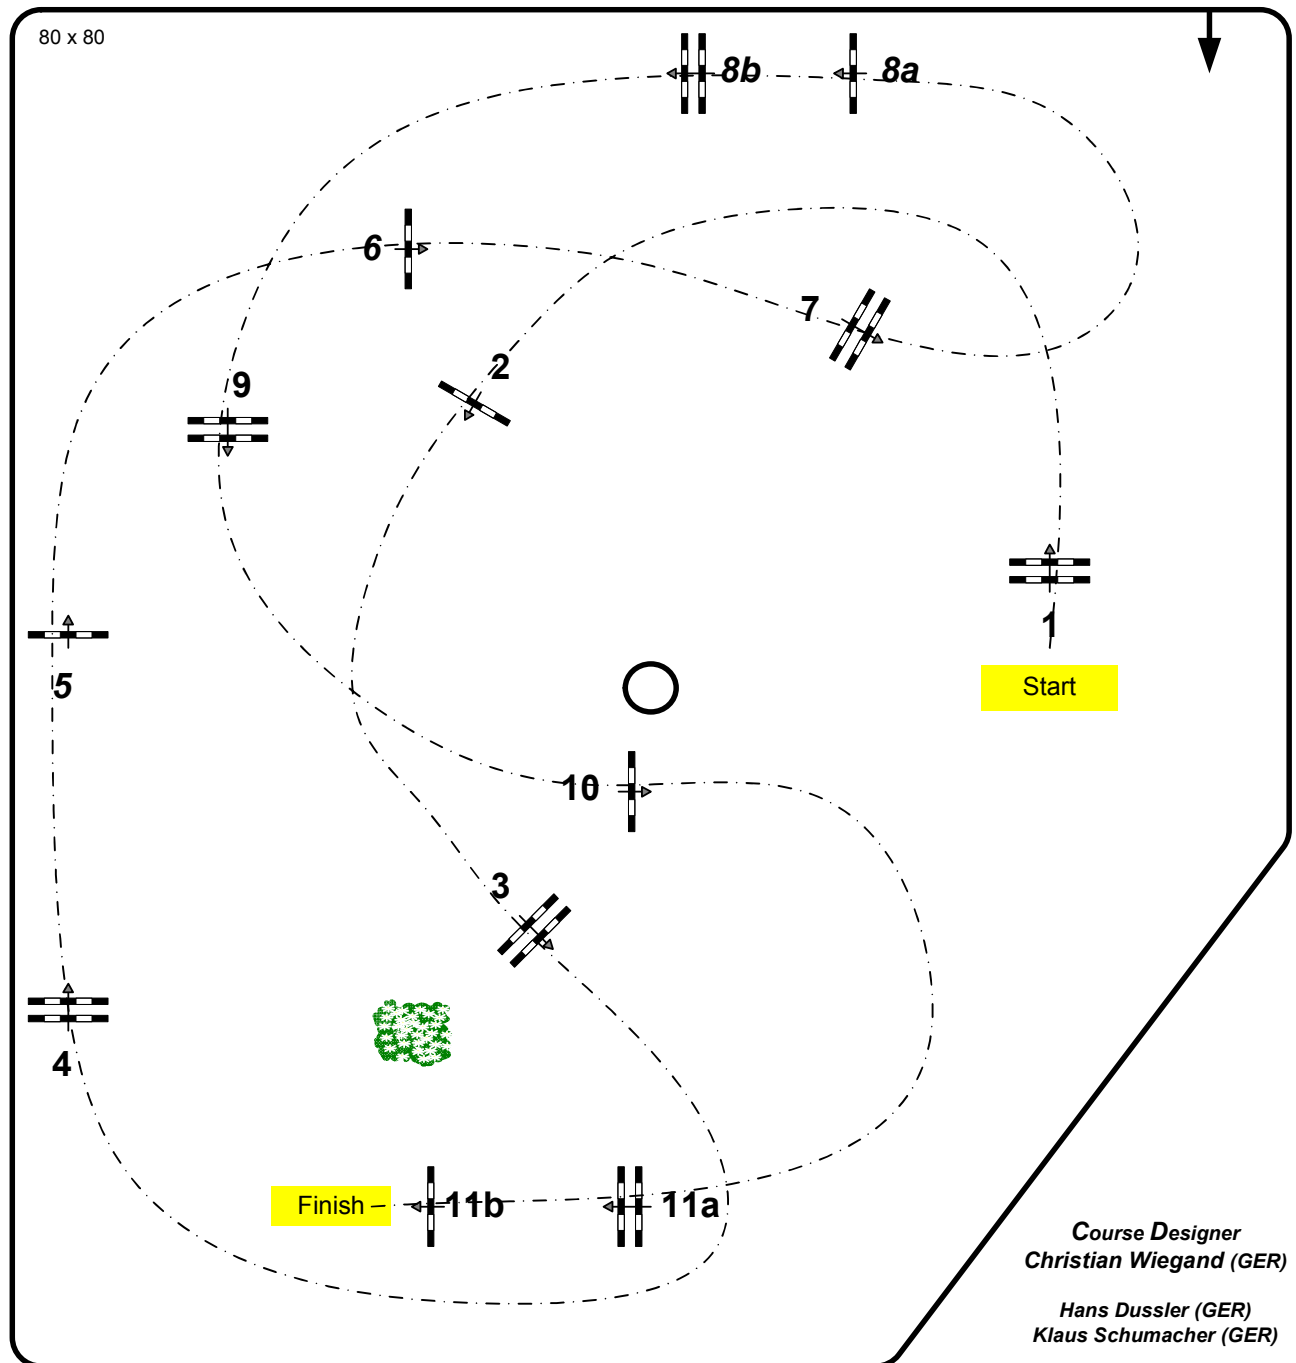 80 x 80
8b
8a
6
7
2
9
1
5
Start
10
3
4
Finish
11b
11a
Course Designer
Christian Wiegand (GER)
Hans Dussler (GER)
Klaus Schumacher (GER)